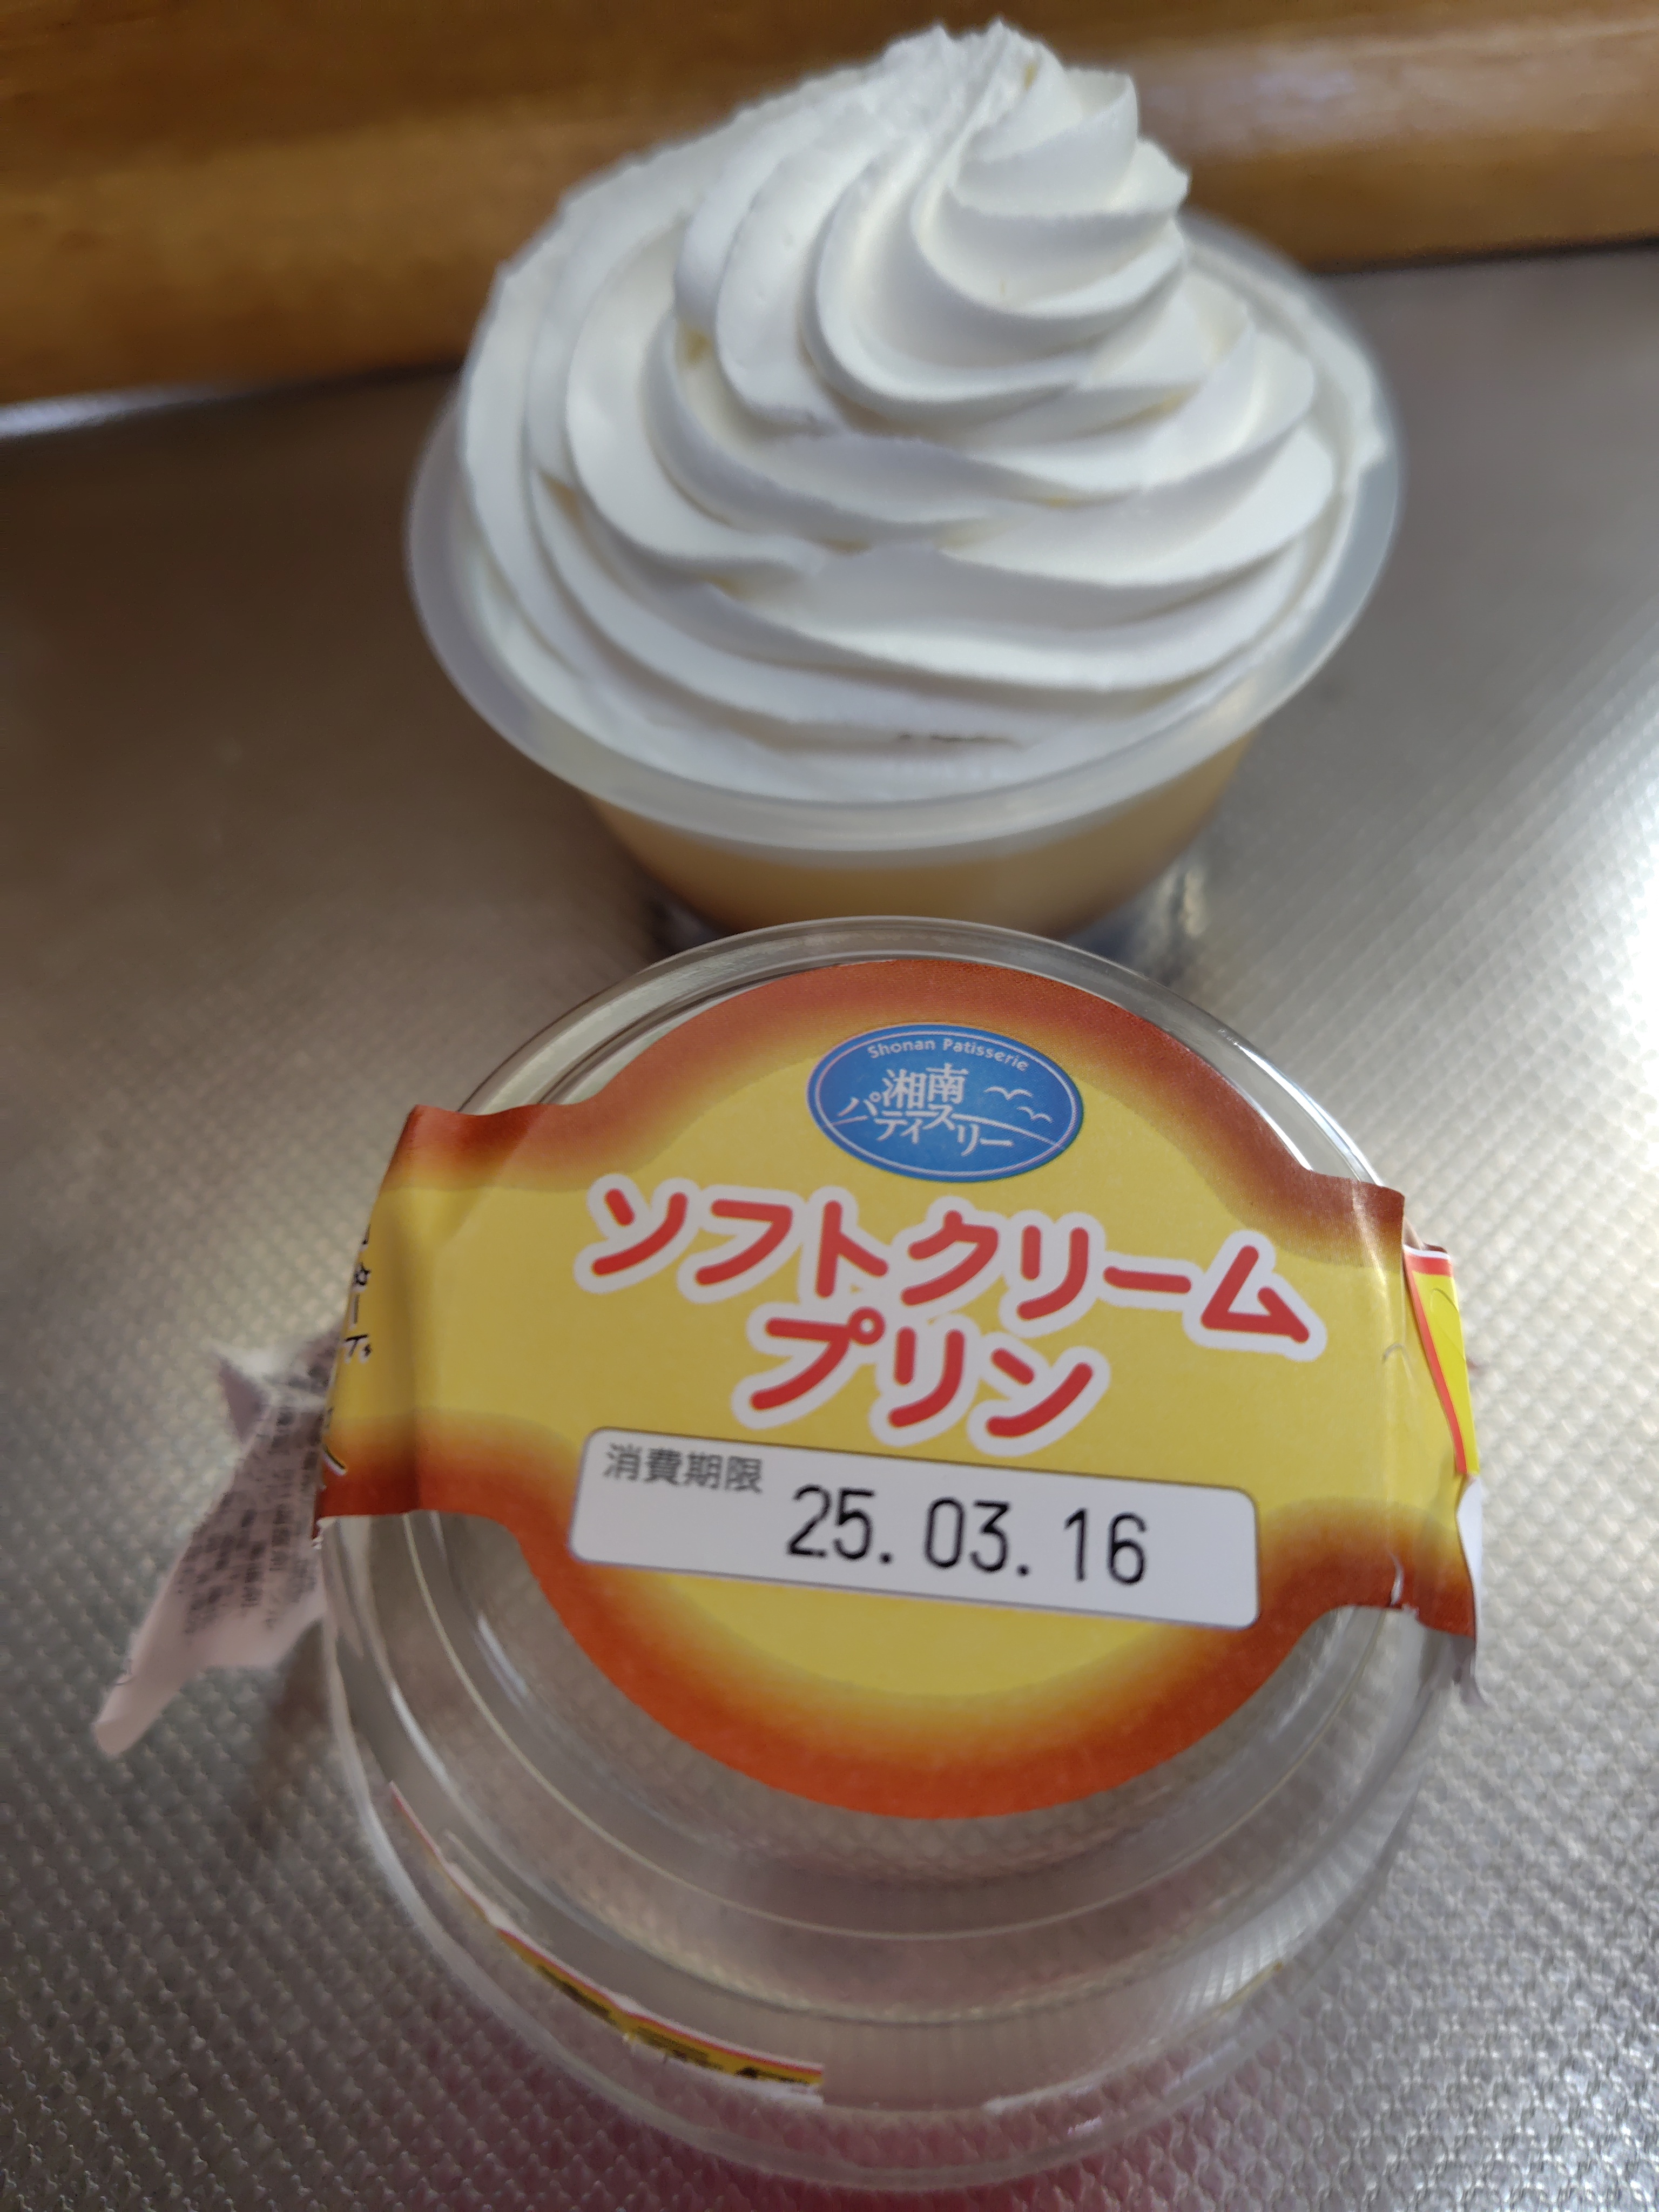 Shonan Patisserie
湘南
パティスリー
ソフトクリーム
プリン
消費期限
25.03.16